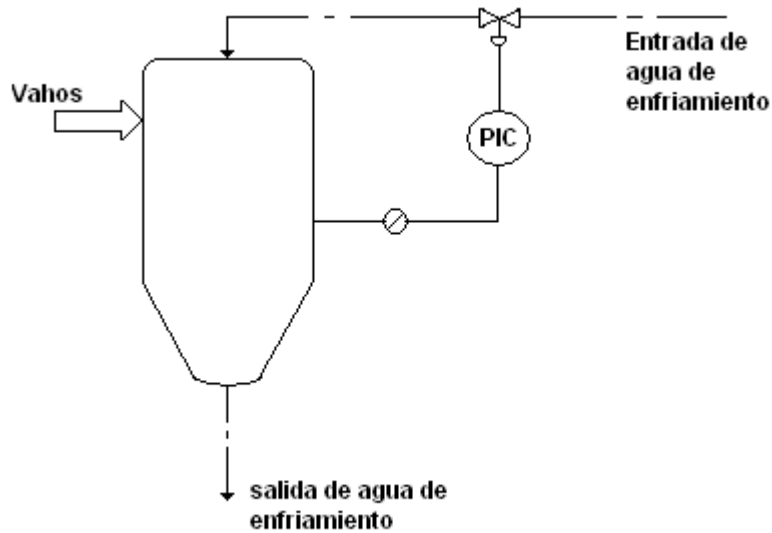 Entrada de
agua de
enfriamiento
Vahos
PIC
salida de agua de
enfriamiento